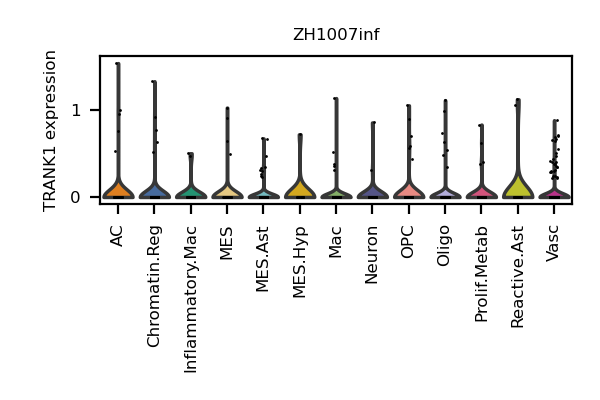 ZH1007inf
TRANK1 expression
1
0
AC
Chromatin.Reg
Inflammatory.Mac
MES
MES.Ast
MES.Hyp
Mac
Neuron
OPC
Oligo
Prolif.Metab
Reactive.Ast
Vasc